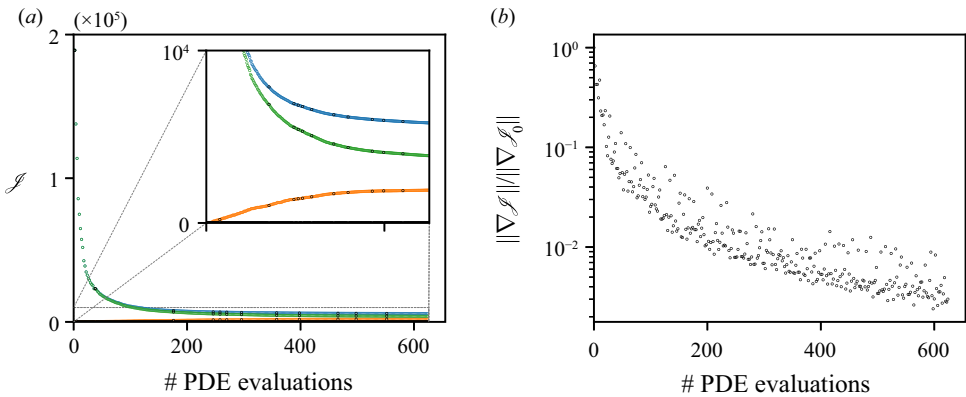 (a) (×10⁵)
2
1
0
𝒥
10⁴
0
0 200 400 600
# PDE evaluations
(b)
10⁰
10⁻¹
10⁻²
||∇𝒥||/||∇𝒥₀||
0 200 400 600
# PDE evaluations